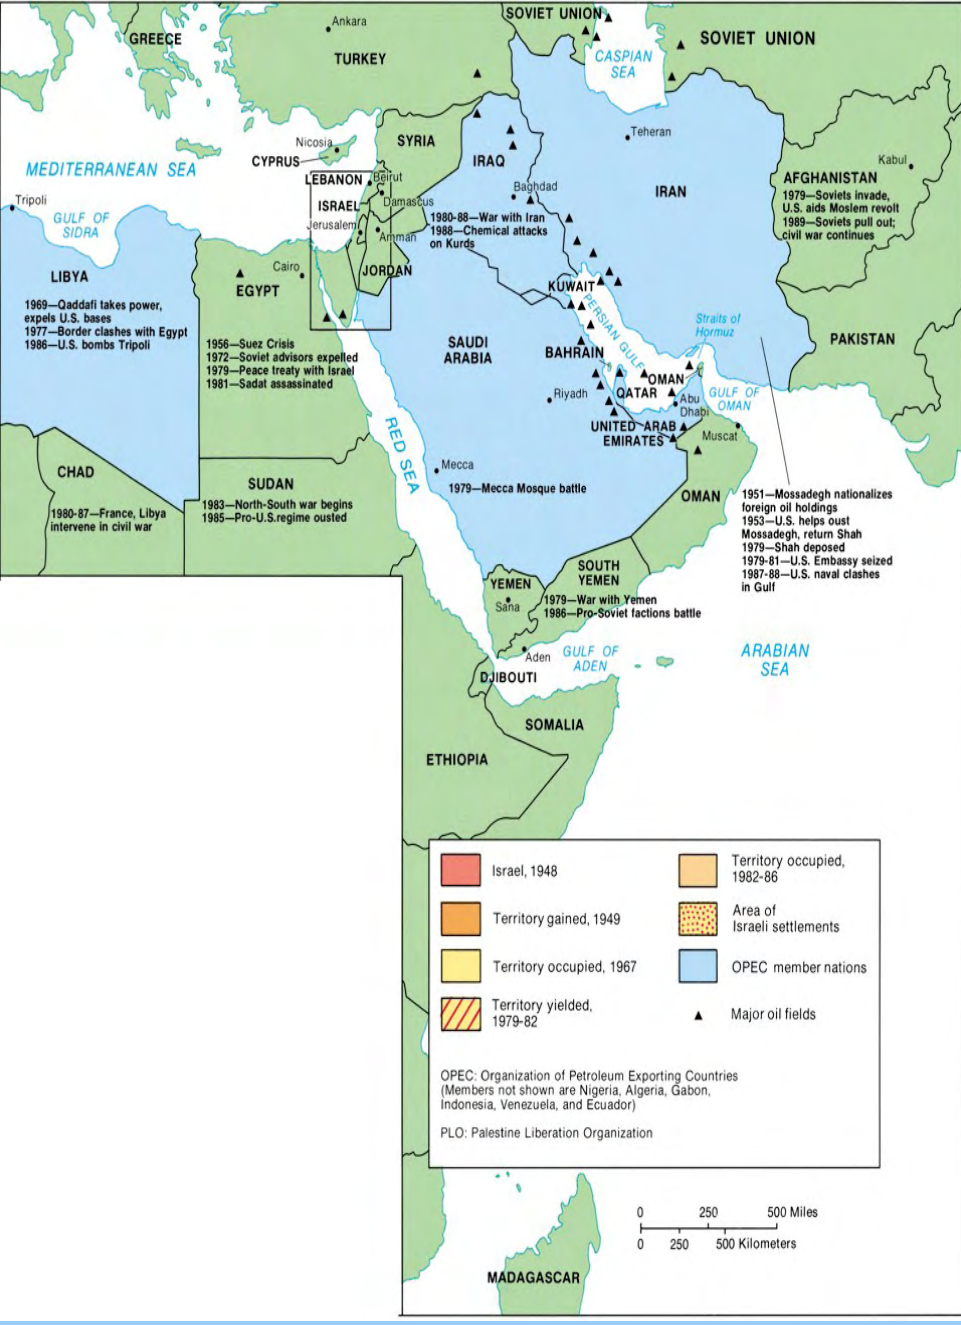 SOVIET UNION
SOVIET UNION
GREECE
Ankara
TURKEY
CASPIAN
SEA
Teheran
Nicosia
CYPRUS
SYRIA
IRAQ
IRAN
Kabul
AFGHANISTAN
1979—Soviets invade,
U.S. aids Moslem revolt
1989—Soviets pull out;
civil war continues
MEDITERRANEAN SEA
LEBANON
Beirut
Damascus
ISRAEL
Jerusalem
Amman
JORDAN
Baghdad
1980-88—War with Iran
1988—Chemical attacks
on Kurds
Tripoli
GULF OF
SIDRA
LIBYA
1969—Qaddafi takes power,
expels U.S. bases
1977—Border clashes with Egypt
1986—U.S. bombs Tripoli
Cairo
EGYPT
1956—Suez Crisis
1972—Soviet advisors expelled
1979—Peace treaty with Israel
1981—Sadat assassinated
KUWAIT
PERSIAN GULF
Straits of
Hormuz
PAKISTAN
SAUDI
ARABIA
BAHRAIN
Riyadh
QATAR
OMAN
Abu
Dhabi
GULF OF
OMAN
UNITED ARAB
EMIRATES
Muscat
RED SEA
CHAD
1980-87—France, Libya
intervene in civil war
SUDAN
1983—North-South war begins
1985—Pro-U.S.regime ousted
Mecca
1979—Mecca Mosque battle
OMAN
1951—Mossadegh nationalizes
foreign oil holdings
1953—U.S. helps oust
Mossadegh, return Shah
1979—Shah deposed
1979-81—U.S. Embassy seized
1987-88—U.S. naval clashes
in Gulf
YEMEN
Sana
SOUTH
YEMEN
1979—War with Yemen
1986—Pro-Soviet factions battle
Aden
GULF OF
ADEN
ARABIAN
SEA
DJIBOUTI
SOMALIA
ETHIOPIA
Israel, 1948
Territory gained, 1949
Territory occupied, 1967
Territory yielded,
1979-82
Territory occupied,
1982-86
Area of
Israeli settlements
OPEC member nations
Major oil fields
OPEC: Organization of Petroleum Exporting Countries
(Members not shown are Nigeria, Algeria, Gabon,
Indonesia, Venezuela, and Ecuador)
PLO: Palestine Liberation Organization
0 250 500 Miles
0 250 500 Kilometers
MADAGASCAR